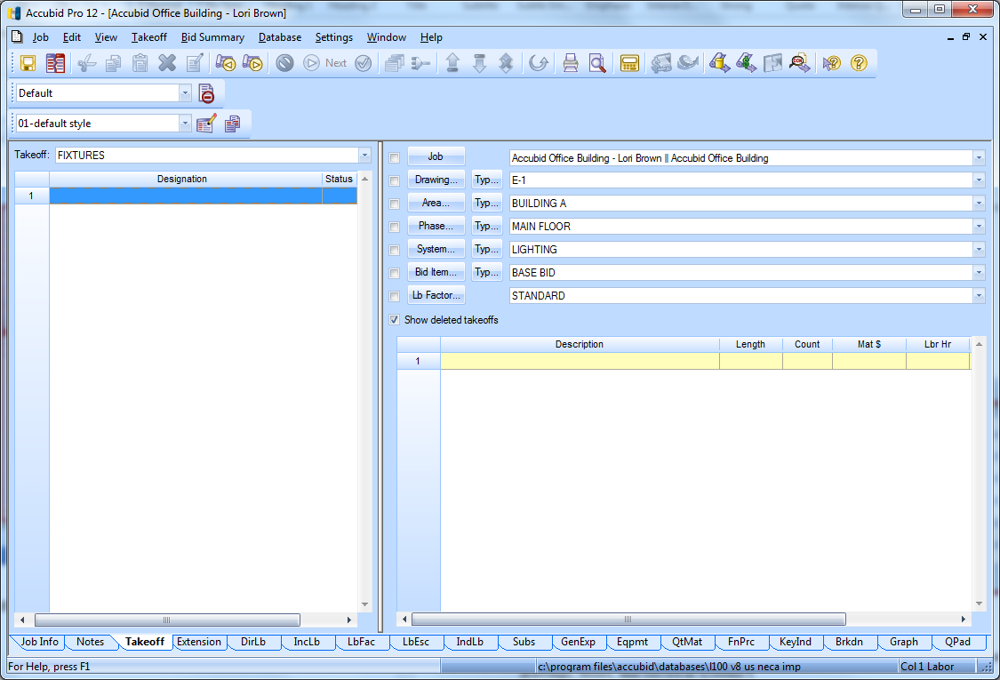 Accubid Pro 12 - [Accubid Office Building - Lori Brown]
Job Edit View Takeoff Bid Summary Database Settings Window Help
Next
Default
01-default style
Takeoff: FIXTURES
Designation Status
1
Job Accubid Office Building - Lori Brown Accubid Office Building
Drawing... Typ... E-1
Area... Typ... BUILDING A
Phase... Typ... MAIN FLOOR
System... Typ... LIGHTING
Bid Item... Typ... BASE BID
Lb Factor... STANDARD
Show deleted takeoffs
Description Length Count Mat $ Lbr Hr
1
Job Info Notes Takeoff Extension DirLb IncLb LbFac LbEsc IndLb Subs GenExp Eqpmt QtMat FnPrc KeyInd Brkdn Graph QPad
For Help, press F1 c:\program files\accubid\databases\l100 v8 us neca imp Col 1 Labor